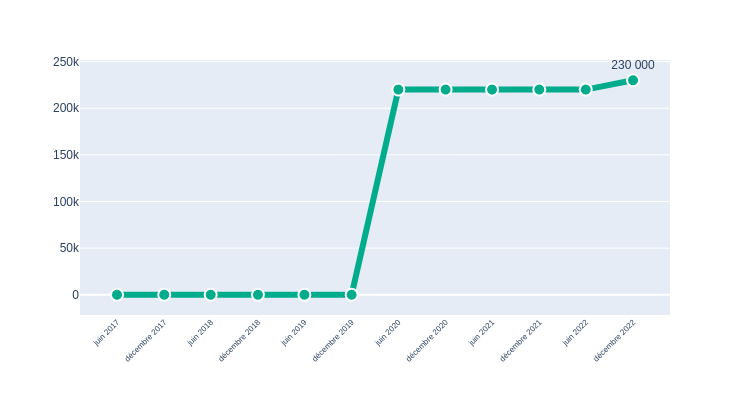 250k
230 000
200k
150k
100k
50k
0
juin 2017
décembre 2017
juin 2018
décembre 2018
juin 2019
décembre 2019
juin 2020
décembre 2020
juin 2021
décembre 2021
juin 2022
décembre 2022